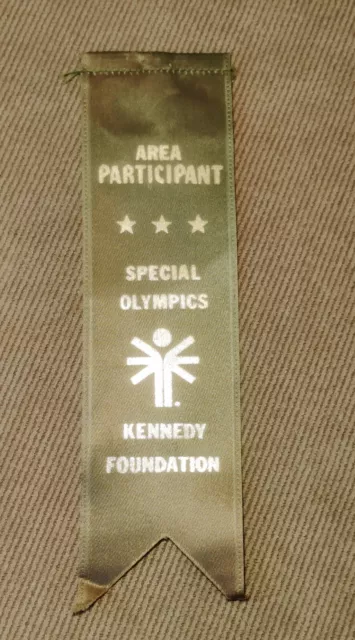 AREA
PARTICIPANT
SPECIAL
OLYMPICS
KENNEDY
FOUNDATION